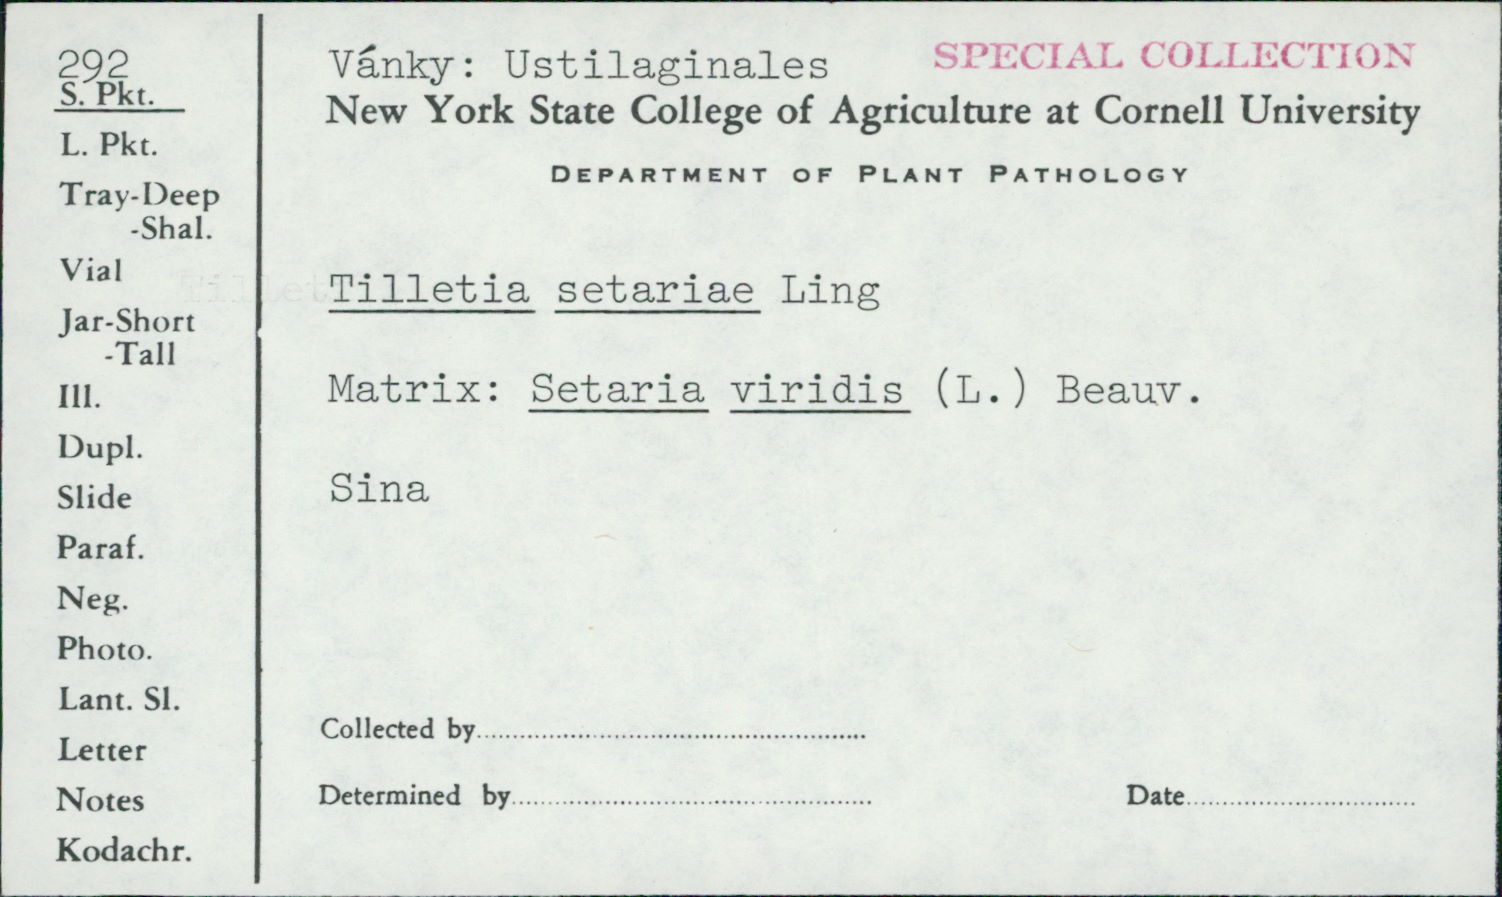 292
S. Pkt.
L. Pkt.
Tray-Deep
-Shal.
Vial
Jar-Short
-Tall
Ill.
Dupl.
Slide
Paraf.
Neg.
Photo.
Lant. Sl.
Letter
Notes
Kodachr.
Vánky: Ustilaginales
SPECIAL COLLECTION
New York State College of Agriculture at Cornell University
DEPARTMENT OF PLANT PATHOLOGY
Tilletia setariae Ling
Matrix: Setaria viridis (L.) Beauv.
Sina
Collected by
Determined by
Date